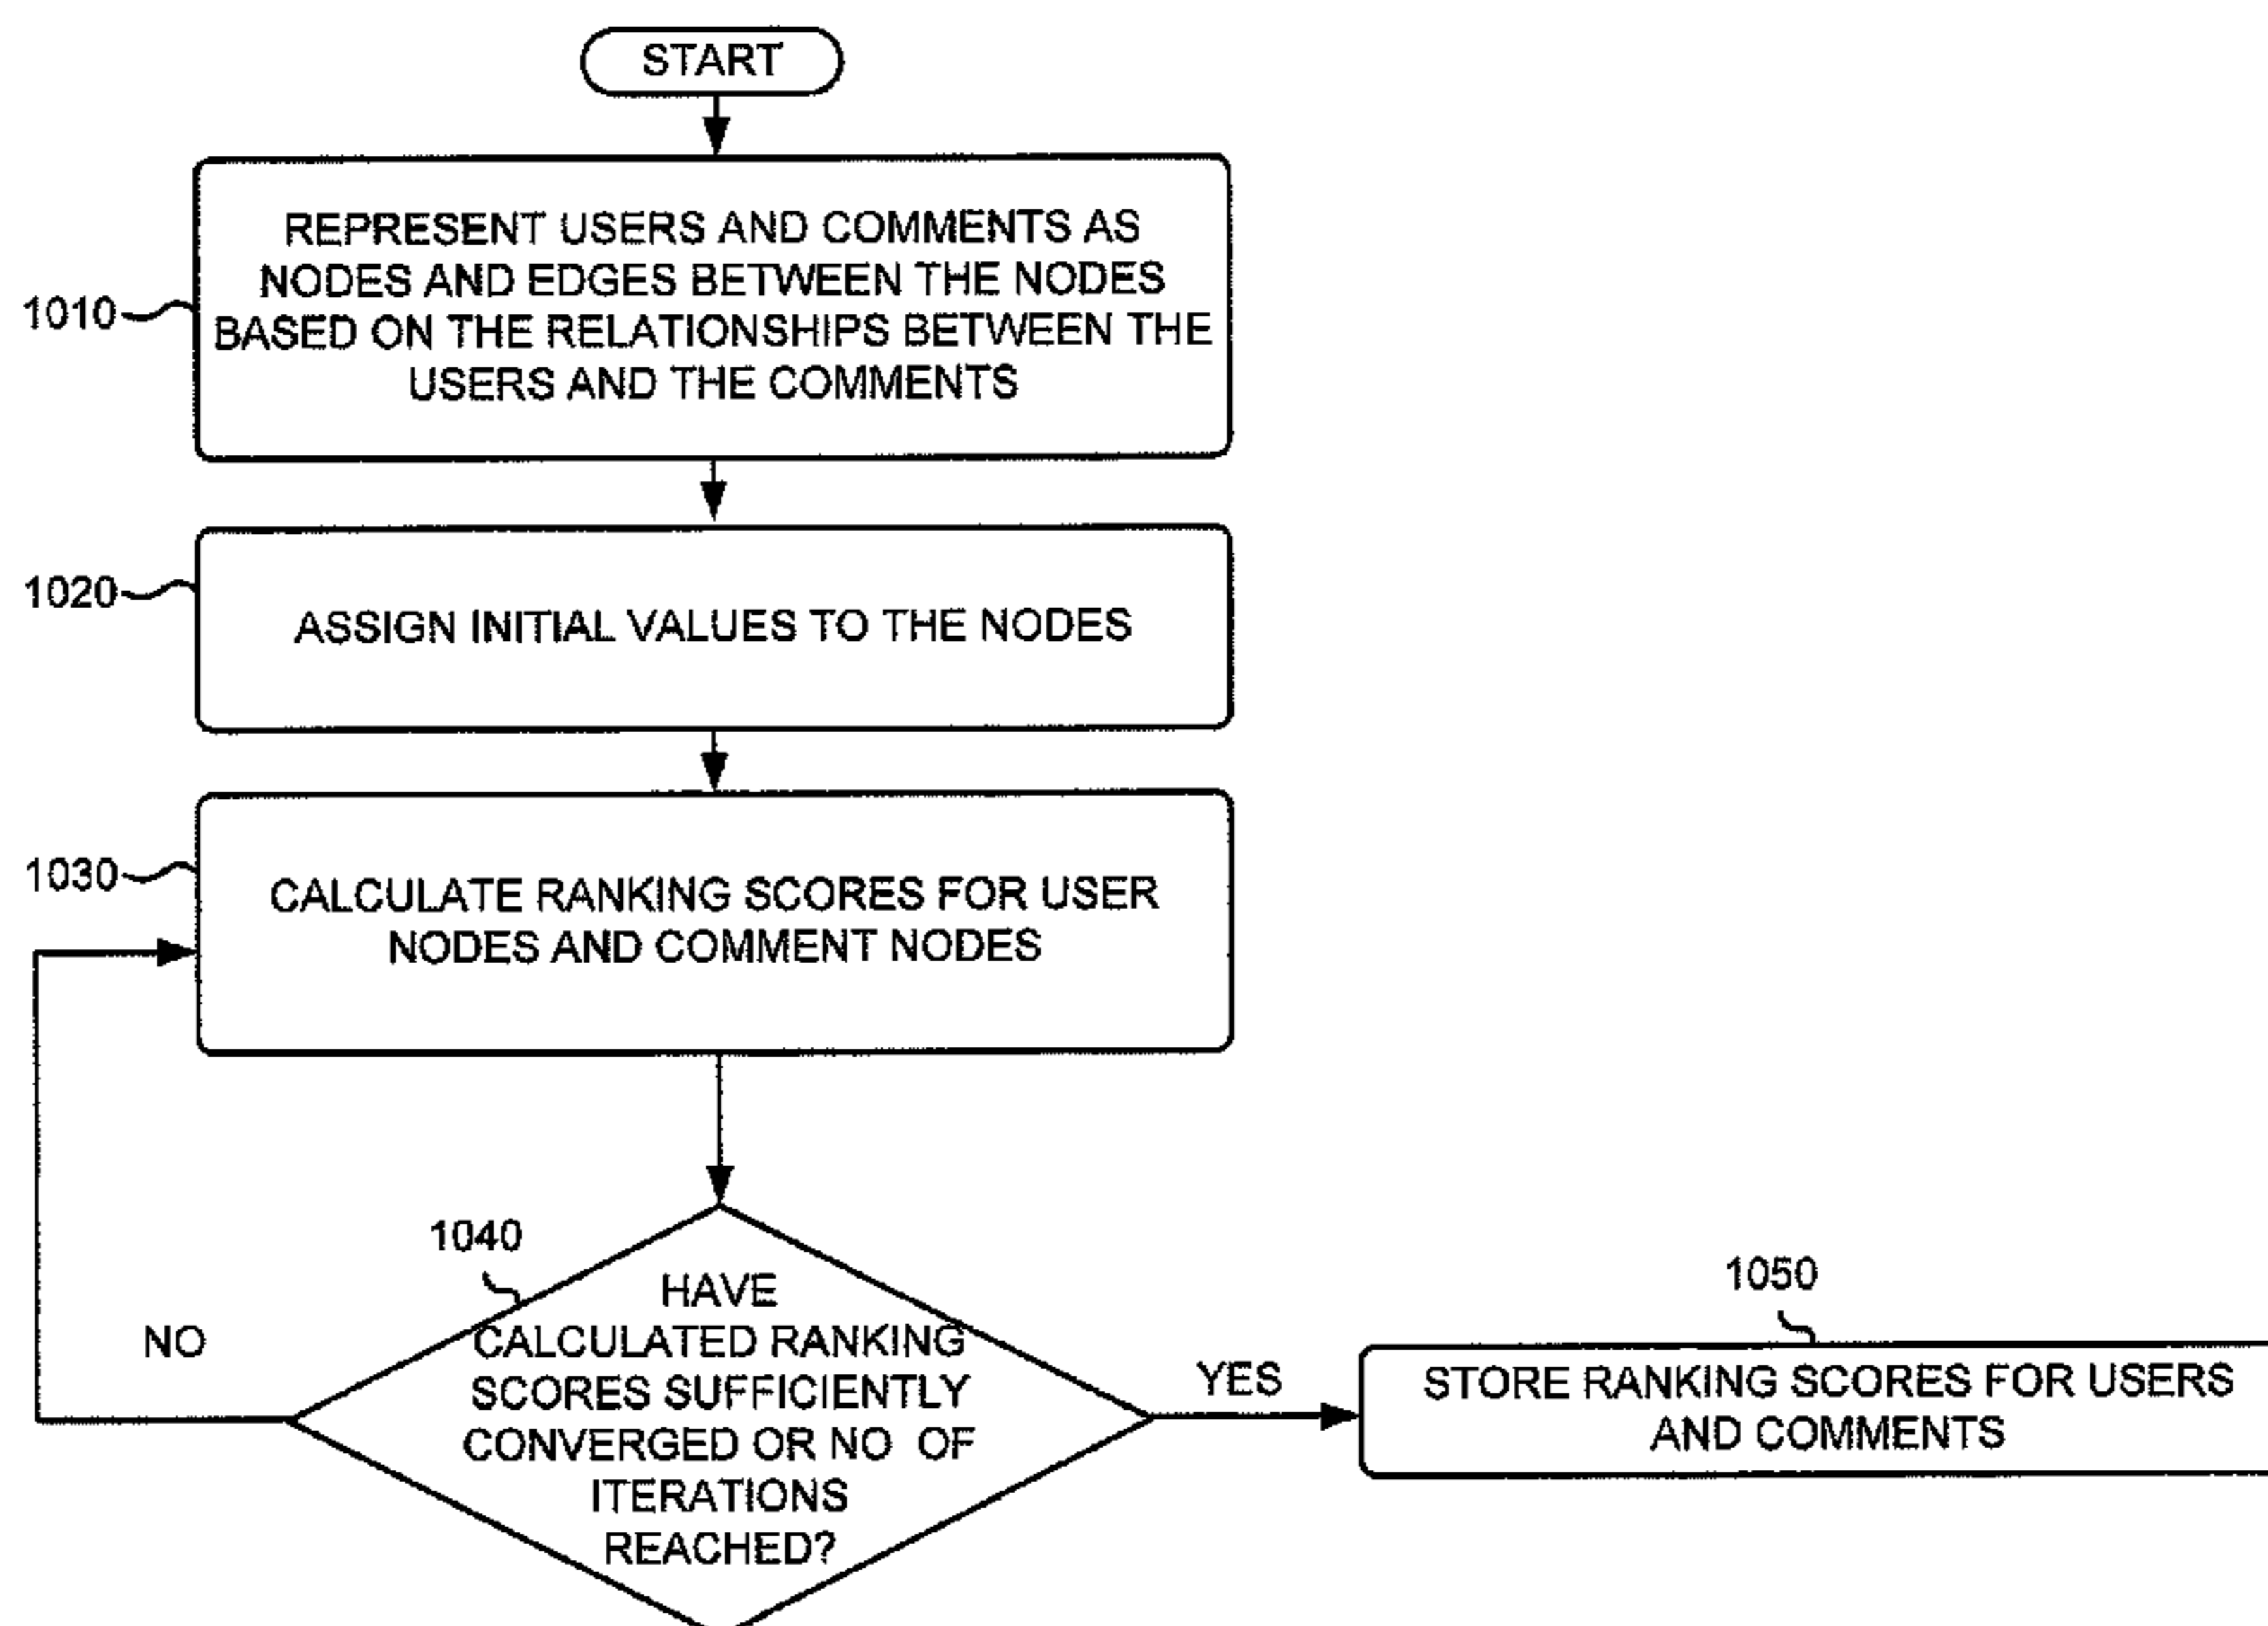 START
REPRESENT USERS AND COMMENTS AS
NODES AND EDGES BETWEEN THE NODES
BASED ON THE RELATIONSHIPS BETWEEN THE
USERS AND THE COMMENTS
1010
1020
ASSIGN INITIAL VALUES TO THE NODES
1030
CALCULATE RANKING SCORES FOR USER
NODES AND COMMENT NODES
1040
HAVE
CALCULATED RANKING
SCORES SUFFICIENTLY
CONVERGED OR NO OF
ITERATIONS
REACHED?
NO
YES
1050
STORE RANKING SCORES FOR USERS
AND COMMENTS